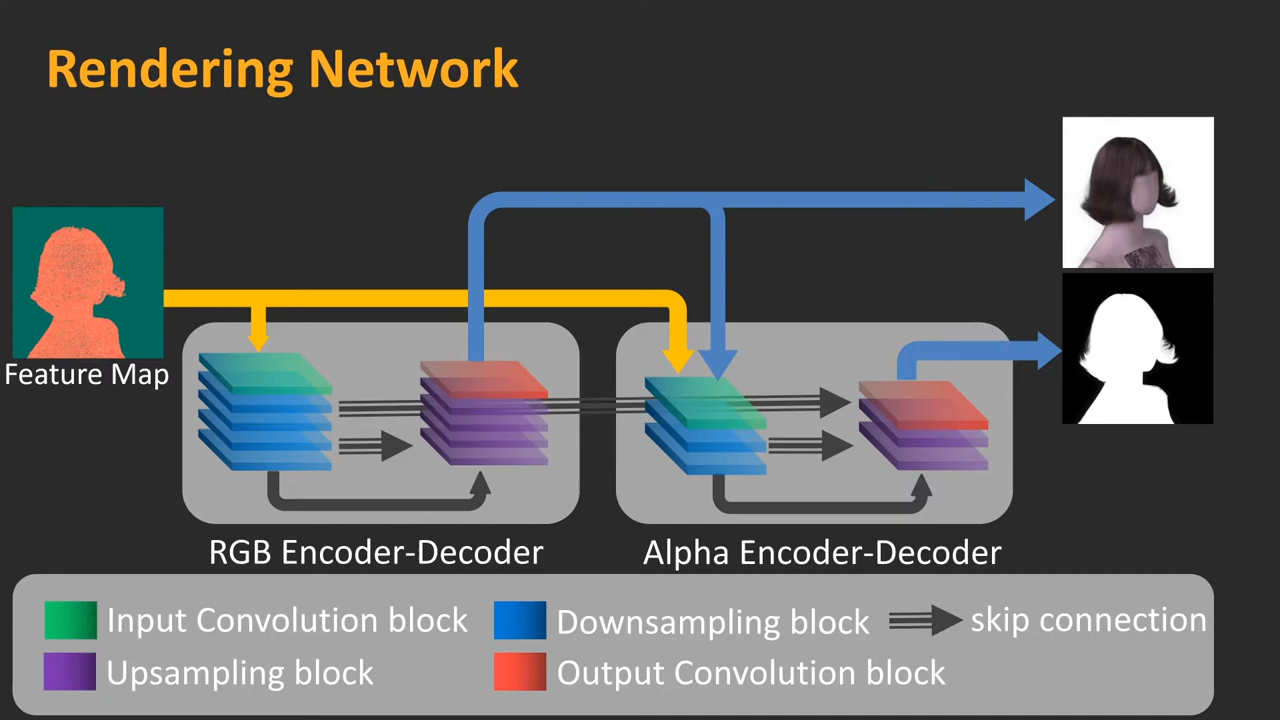 Rendering Network
Feature Map
RGB Encoder-Decoder
Alpha Encoder-Decoder
Input Convolution block
Downsampling block
skip connection
Upsampling block
Output Convolution block